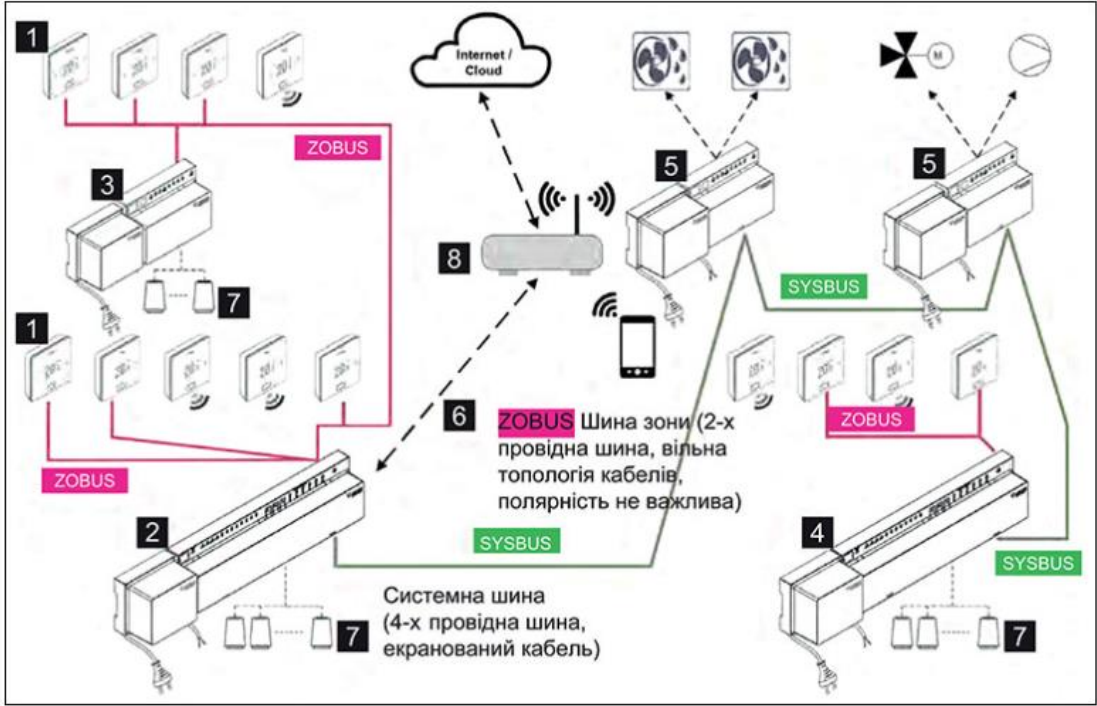 1
Internet /
Cloud
M
ZOBUS
3
5
5
8
7
SYSBUS
1
6
ZOBUS Шина зони (2-х
провідна шина, вільна
топологія кабелів,
полярність не важлива)
ZOBUS
ZOBUS
2
SYSBUS
4
SYSBUS
Системна шина
(4-х провідна шина,
екранований кабель)
7
7